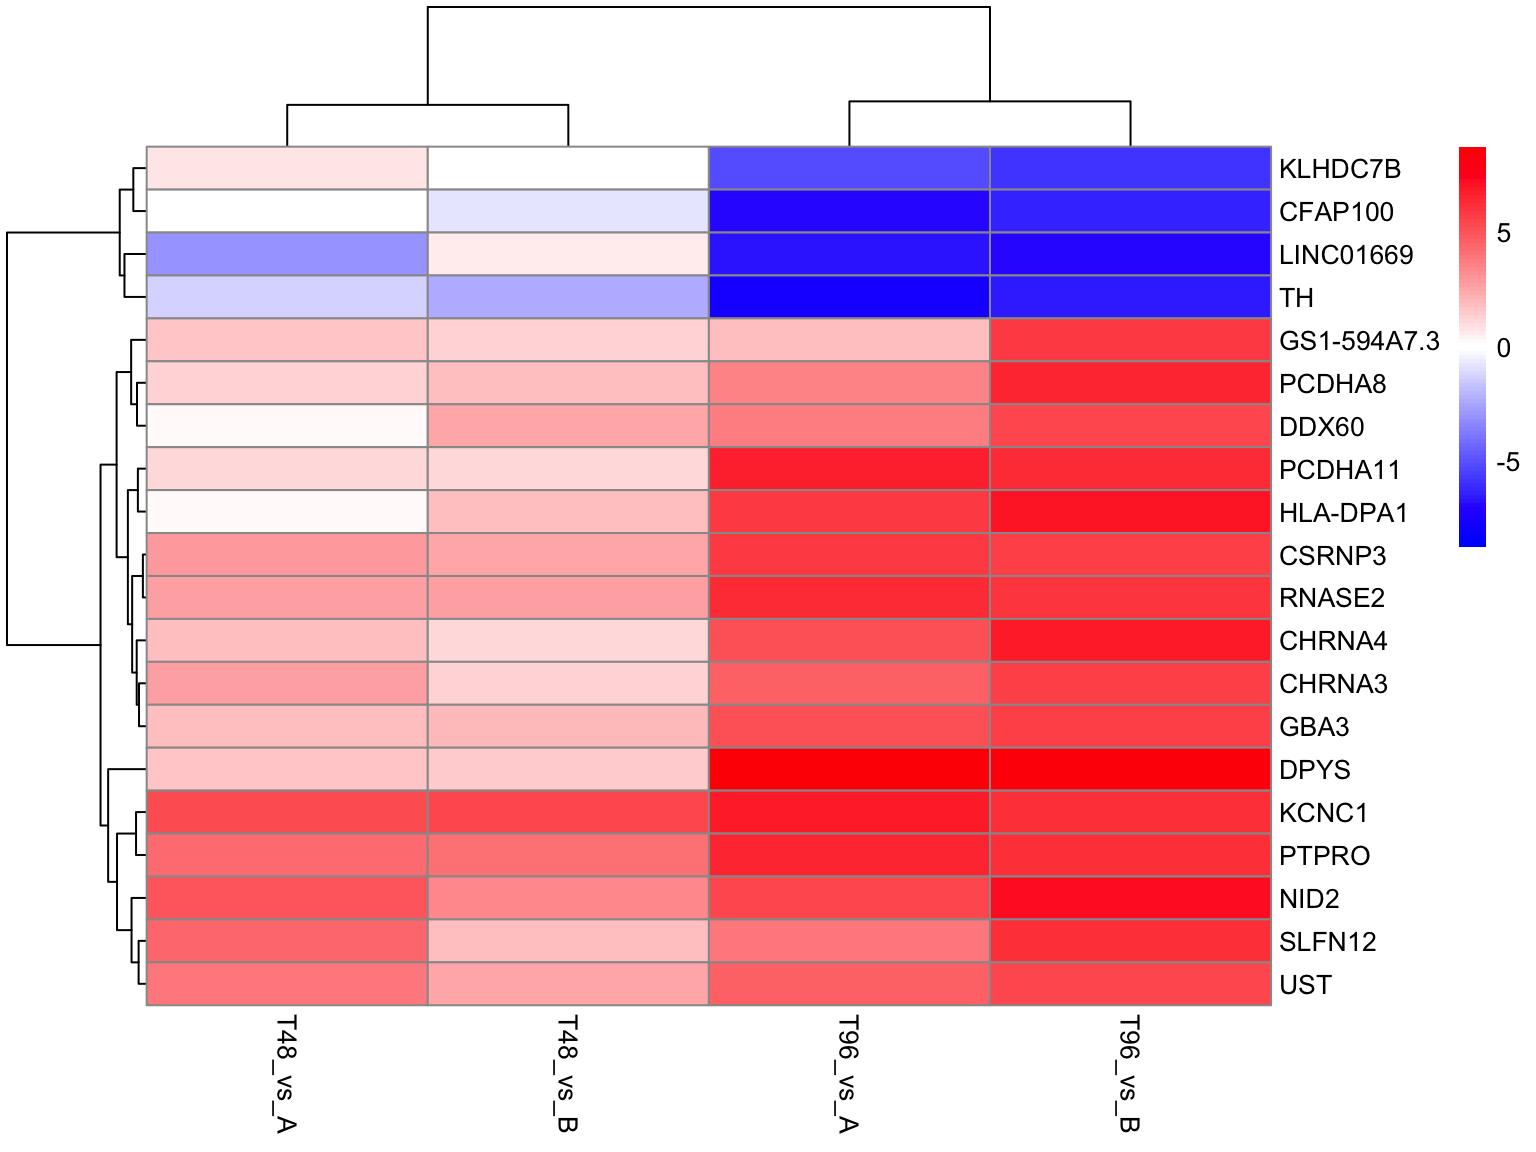 KLHDC7B
CFAP100
LINC01669
TH
GS1-594A7.3
PCDHA8
DDX60
PCDHA11
HLA-DPA1
CSRNP3
RNASE2
CHRNA4
CHRNA3
GBA3
DPYS
KCNC1
PTPRO
NID2
SLFN12
UST
5
0
-5
T48_vs_A
T48_vs_B
T96_vs_A
T96_vs_B